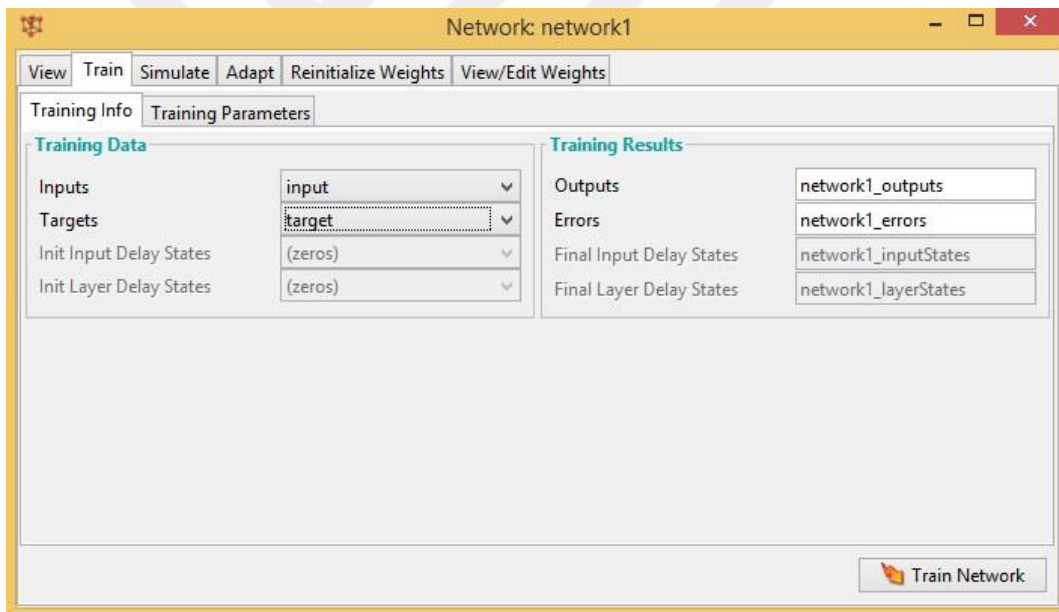 Network: network1
View Train Simulate Adapt Reinitialize Weights View/Edit Weights
Training Info Training Parameters
Training Data
Inputs input
Targets target
Init Input Delay States (zeros)
Init Layer Delay States (zeros)
Training Results
Outputs network1_outputs
Errors network1_errors
Final Input Delay States network1_inputStates
Final Layer Delay States network1_layerStates
Train Network